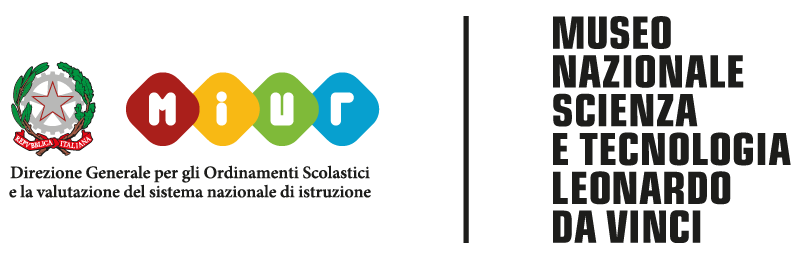 REPVBBLICA ITALIANA
MiUr
Direzione Generale per gli Ordinamenti Scolastici
e la valutazione del sistema nazionale di istruzione
MUSEO
NAZIONALE
SCIENZA
E TECNOLOGIA
LEONARDO
DA VINCI